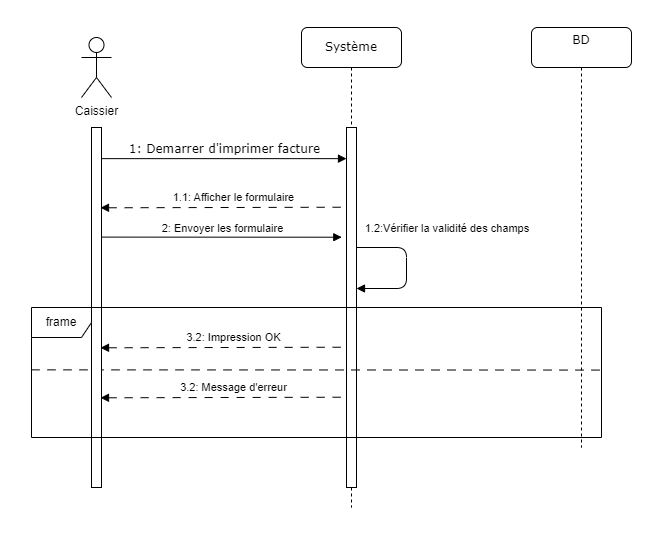 Système
BD
Caissier
1: Demarrer d'imprimer facture
1.1: Afficher le formulaire
2: Envoyer les formulaire
1.2:Vérifier la validité des champs
frame
3.2: Impression OK
3.2: Message d'erreur